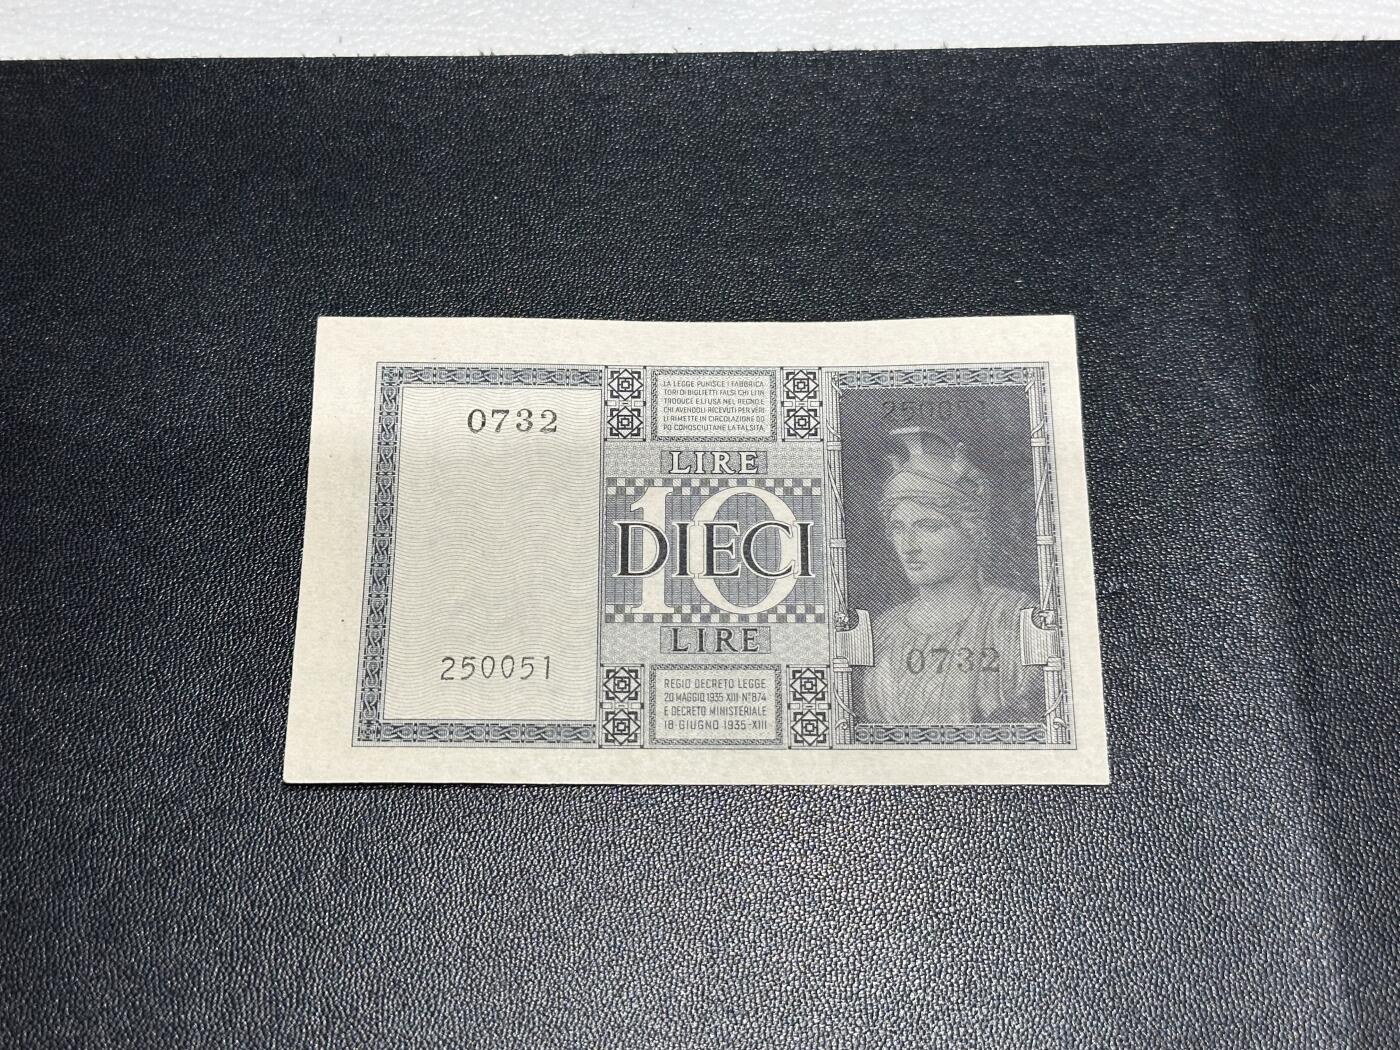 0732
250051
LA LEGGE PUNISCE I FABBRICA
TORI DI BIGLIETTI FALSI CHI LI IN
TRODUCE E LI USA NEL REGNO E
CHI AVENDOLI RICEVUTI PER VERI
LI RIMETTE IN CIRCOLAZIONE DO
PO CONOSCIUTANE LA FALSITÀ
LIRE
10
DIECI
LIRE
REGIO DECRETO LEGGE
20 MAGGIO 1935 XIII N° 874
E DECRETO MINISTERIALE
18 GIUGNO 1935-XIII
250051
0732